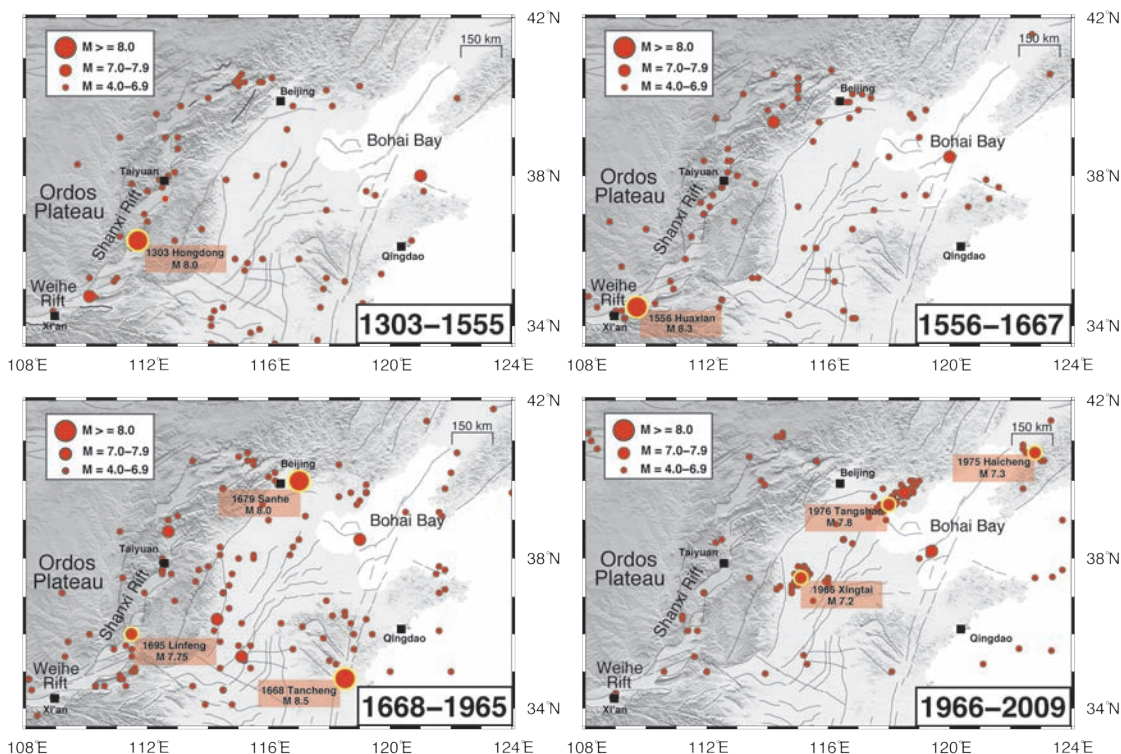 M > = 8.0
M = 7.0–7.9
M = 4.0–6.9
150 km
42°N
Beijing
Bohai Bay
Taiyuan
38°N
Ordos
Plateau
Shanxi Rift
1303 Hongdong
M 8.0
Qingdao
Weihe
Rift
Xi'an
34°N
1303–1555
108°E
112°E
116°E
120°E
124°E
M > = 8.0
M = 7.0–7.9
M = 4.0–6.9
150 km
42°N
Beijing
Bohai Bay
Taiyuan
38°N
Ordos
Plateau
Shanxi Rift
Qingdao
Weihe
Rift
1556 Huaxian
M 8.3
Xi'an
34°N
1556–1667
108°E
112°E
116°E
120°E
124°E
M > = 8.0
M = 7.0–7.9
M = 4.0–6.9
150 km
42°N
Beijing
1679 Sanhe
M 8.0
Bohai Bay
Taiyuan
38°N
Ordos
Plateau
Shanxi Rift
1695 Linfeng
M 7.75
Qingdao
Weihe
Rift
1668 Tancheng
M 8.5
Xi'an
34°N
1668–1965
108°E
112°E
116°E
120°E
124°E
M > = 8.0
M = 7.0–7.9
M = 4.0–6.9
150 km
42°N
1975 Haicheng
M 7.3
Beijing
1976 Tangshan
M 7.8
Bohai Bay
Taiyuan
38°N
Ordos
Plateau
Shanxi Rift
1966 Xingtai
M 7.2
Qingdao
Weihe
Rift
Xi'an
34°N
1966–2009
108°E
112°E
116°E
120°E
124°E